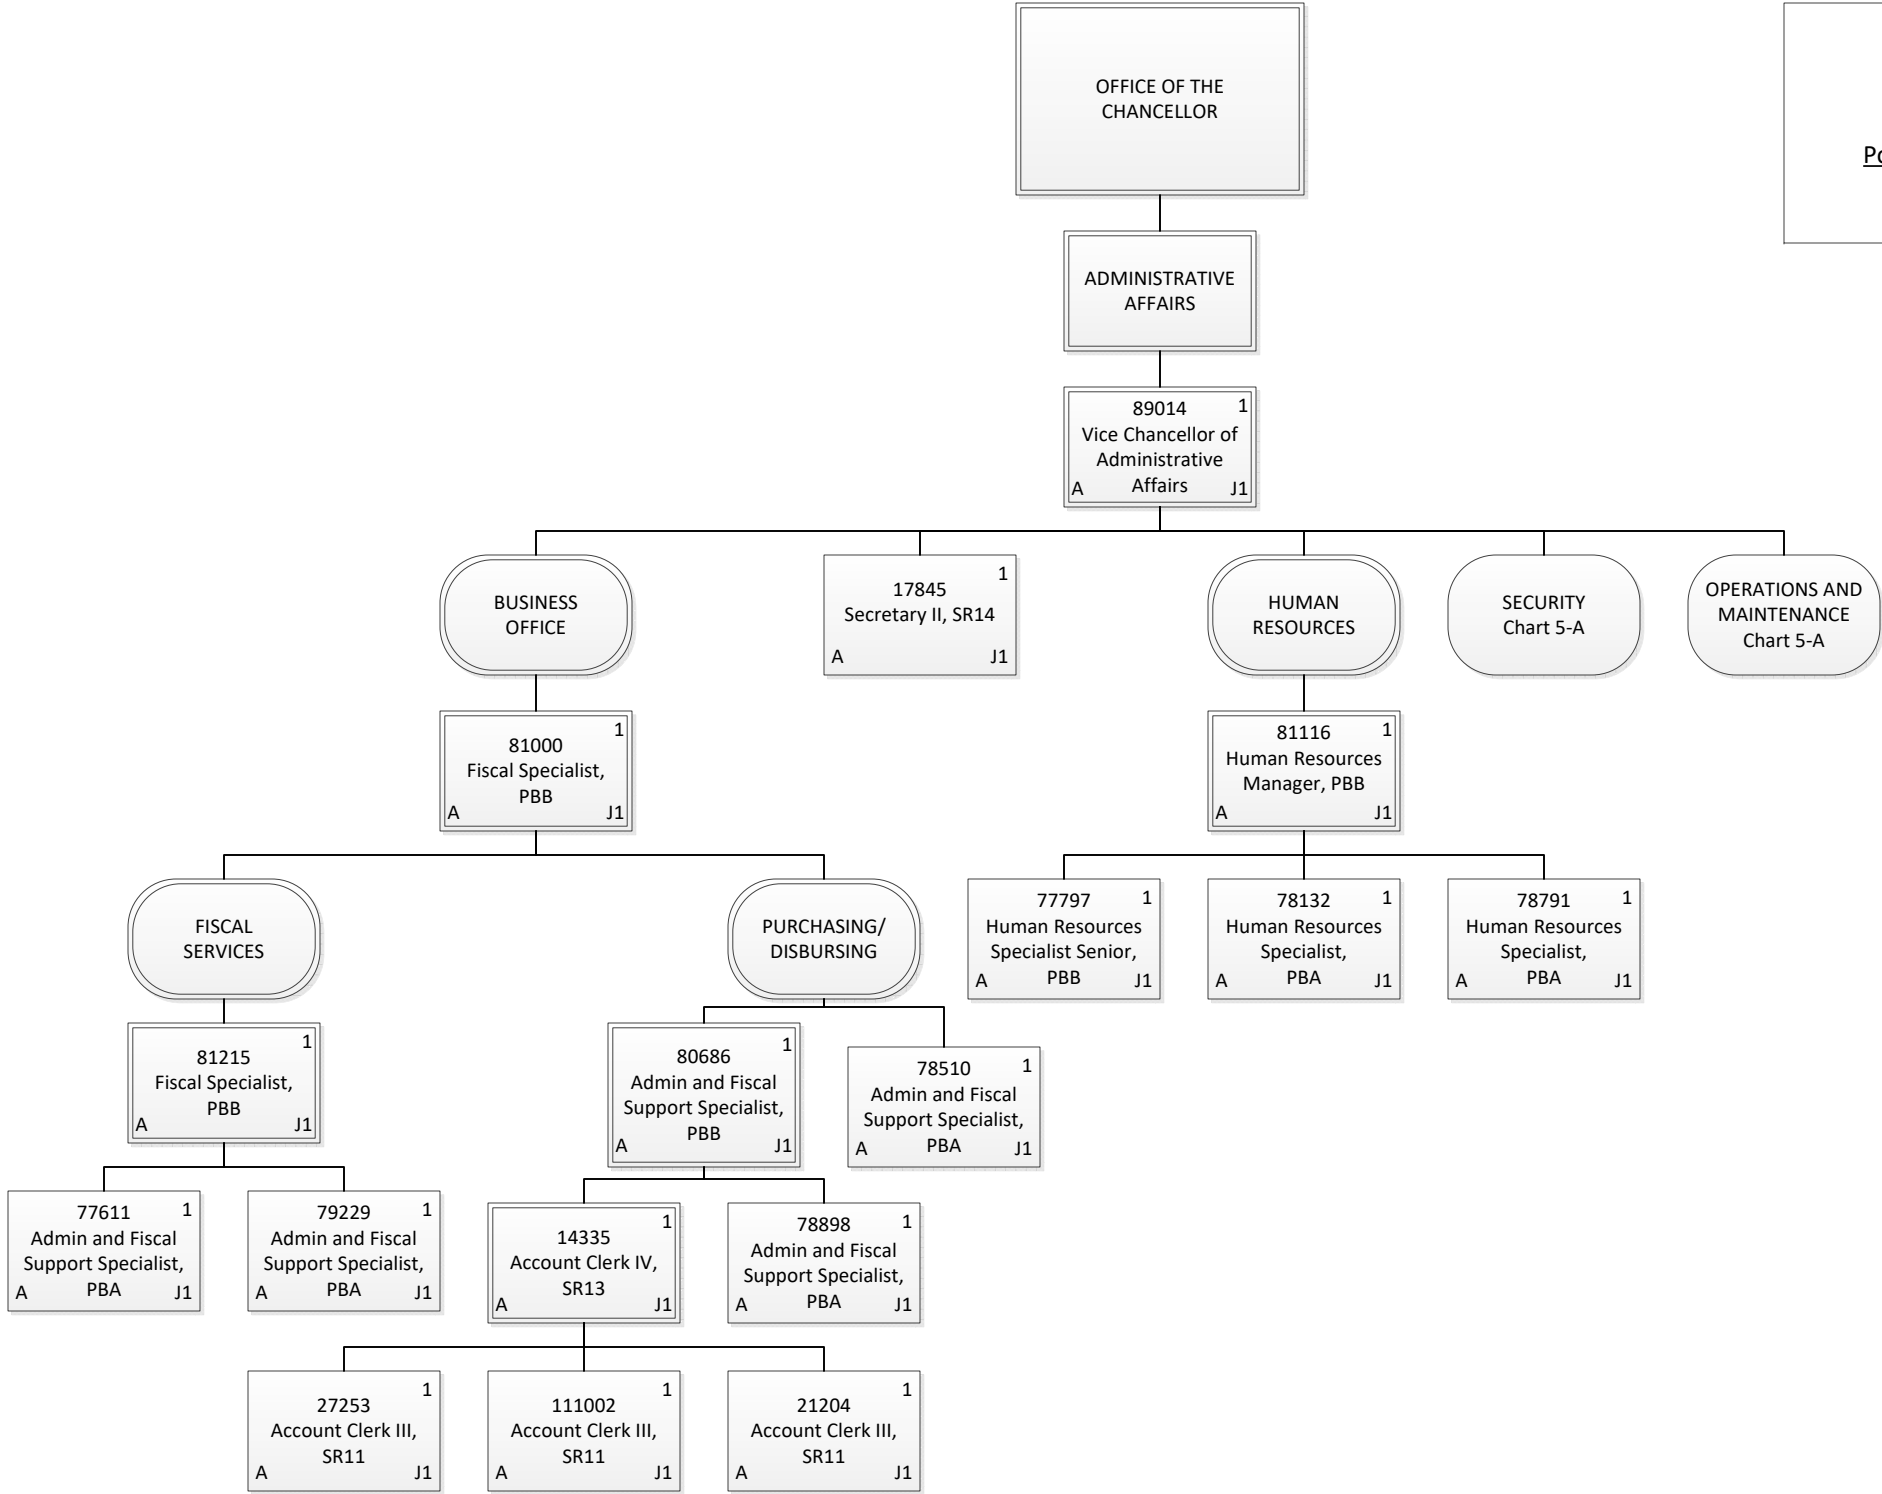 OFFICE OF THE
CHANCELLOR
ADMINISTRATIVE
AFFAIRS
89014 1
Vice Chancellor of
Administrative
A Affairs J1
BUSINESS
OFFICE
1
17845
Secretary II, SR14
A J1
HUMAN
RESOURCES
SECURITY
Chart 5-A
OPERATIONS AND
MAINTENANCE
Chart 5-A
1
81000
Fiscal Specialist,
PBB
A J1
81116 1
Human Resources
Manager, PBB
A J1
FISCAL
SERVICES
PURCHASING/
DISBURSING
77797 1
Human Resources
Specialist Senior,
A PBB J1
78132 1
Human Resources
Specialist,
A PBA J1
78791 1
Human Resources
Specialist,
A PBA J1
1
81215
Fiscal Specialist,
PBB
A J1
1
80686
Admin and Fiscal
Support Specialist,
PBB
A J1
78510 1
Admin and Fiscal
Support Specialist,
A PBA J1
77611 1
Admin and Fiscal
Support Specialist,
A PBA J1
79229 1
Admin and Fiscal
Support Specialist,
A PBA J1
1
14335
Account Clerk IV,
SR13
A J1
78898 1
Admin and Fiscal
Support Specialist,
A PBA J1
1
27253
Account Clerk III,
SR11
A J1
1
111002
Account Clerk III,
SR11
A J1
1
21204
Account Clerk III,
SR11
A J1